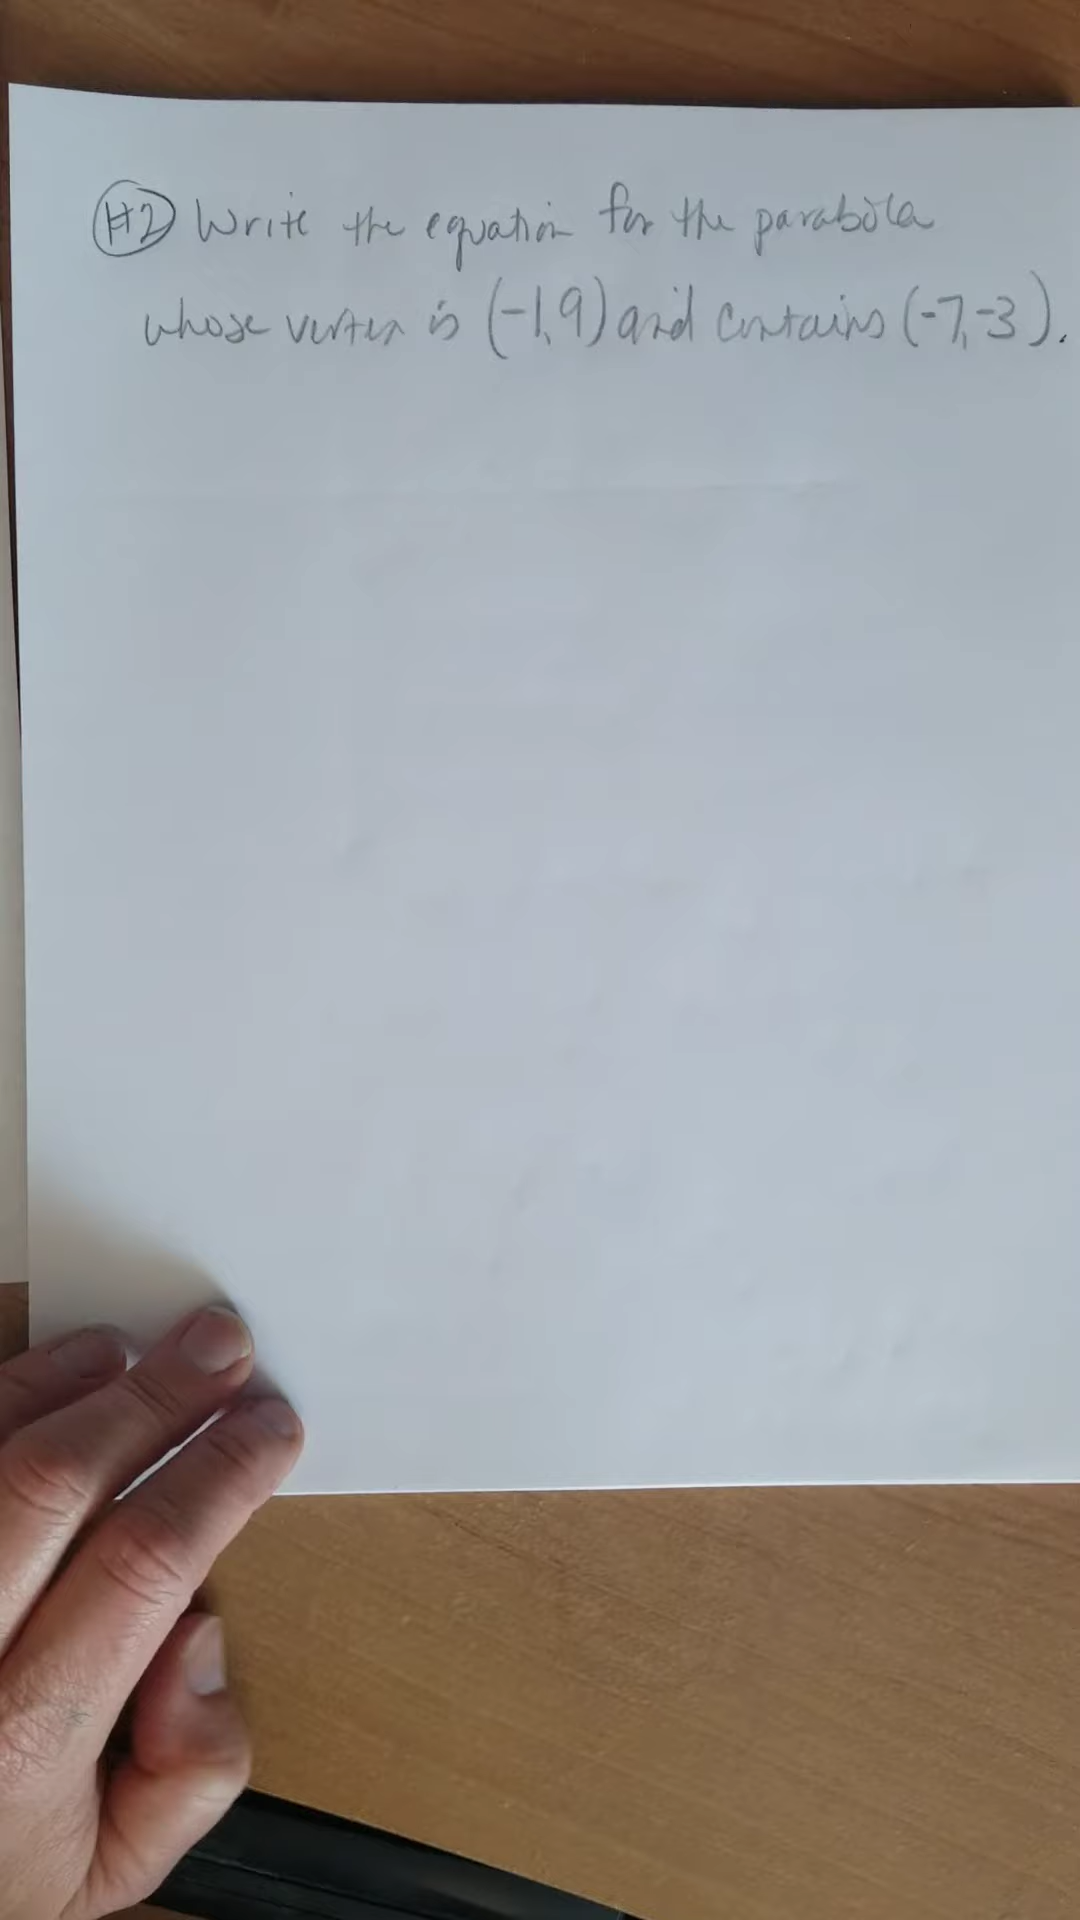 #2 Write the equation for the parabola
whose vertex is (-1,9) and contains (-7,-3).